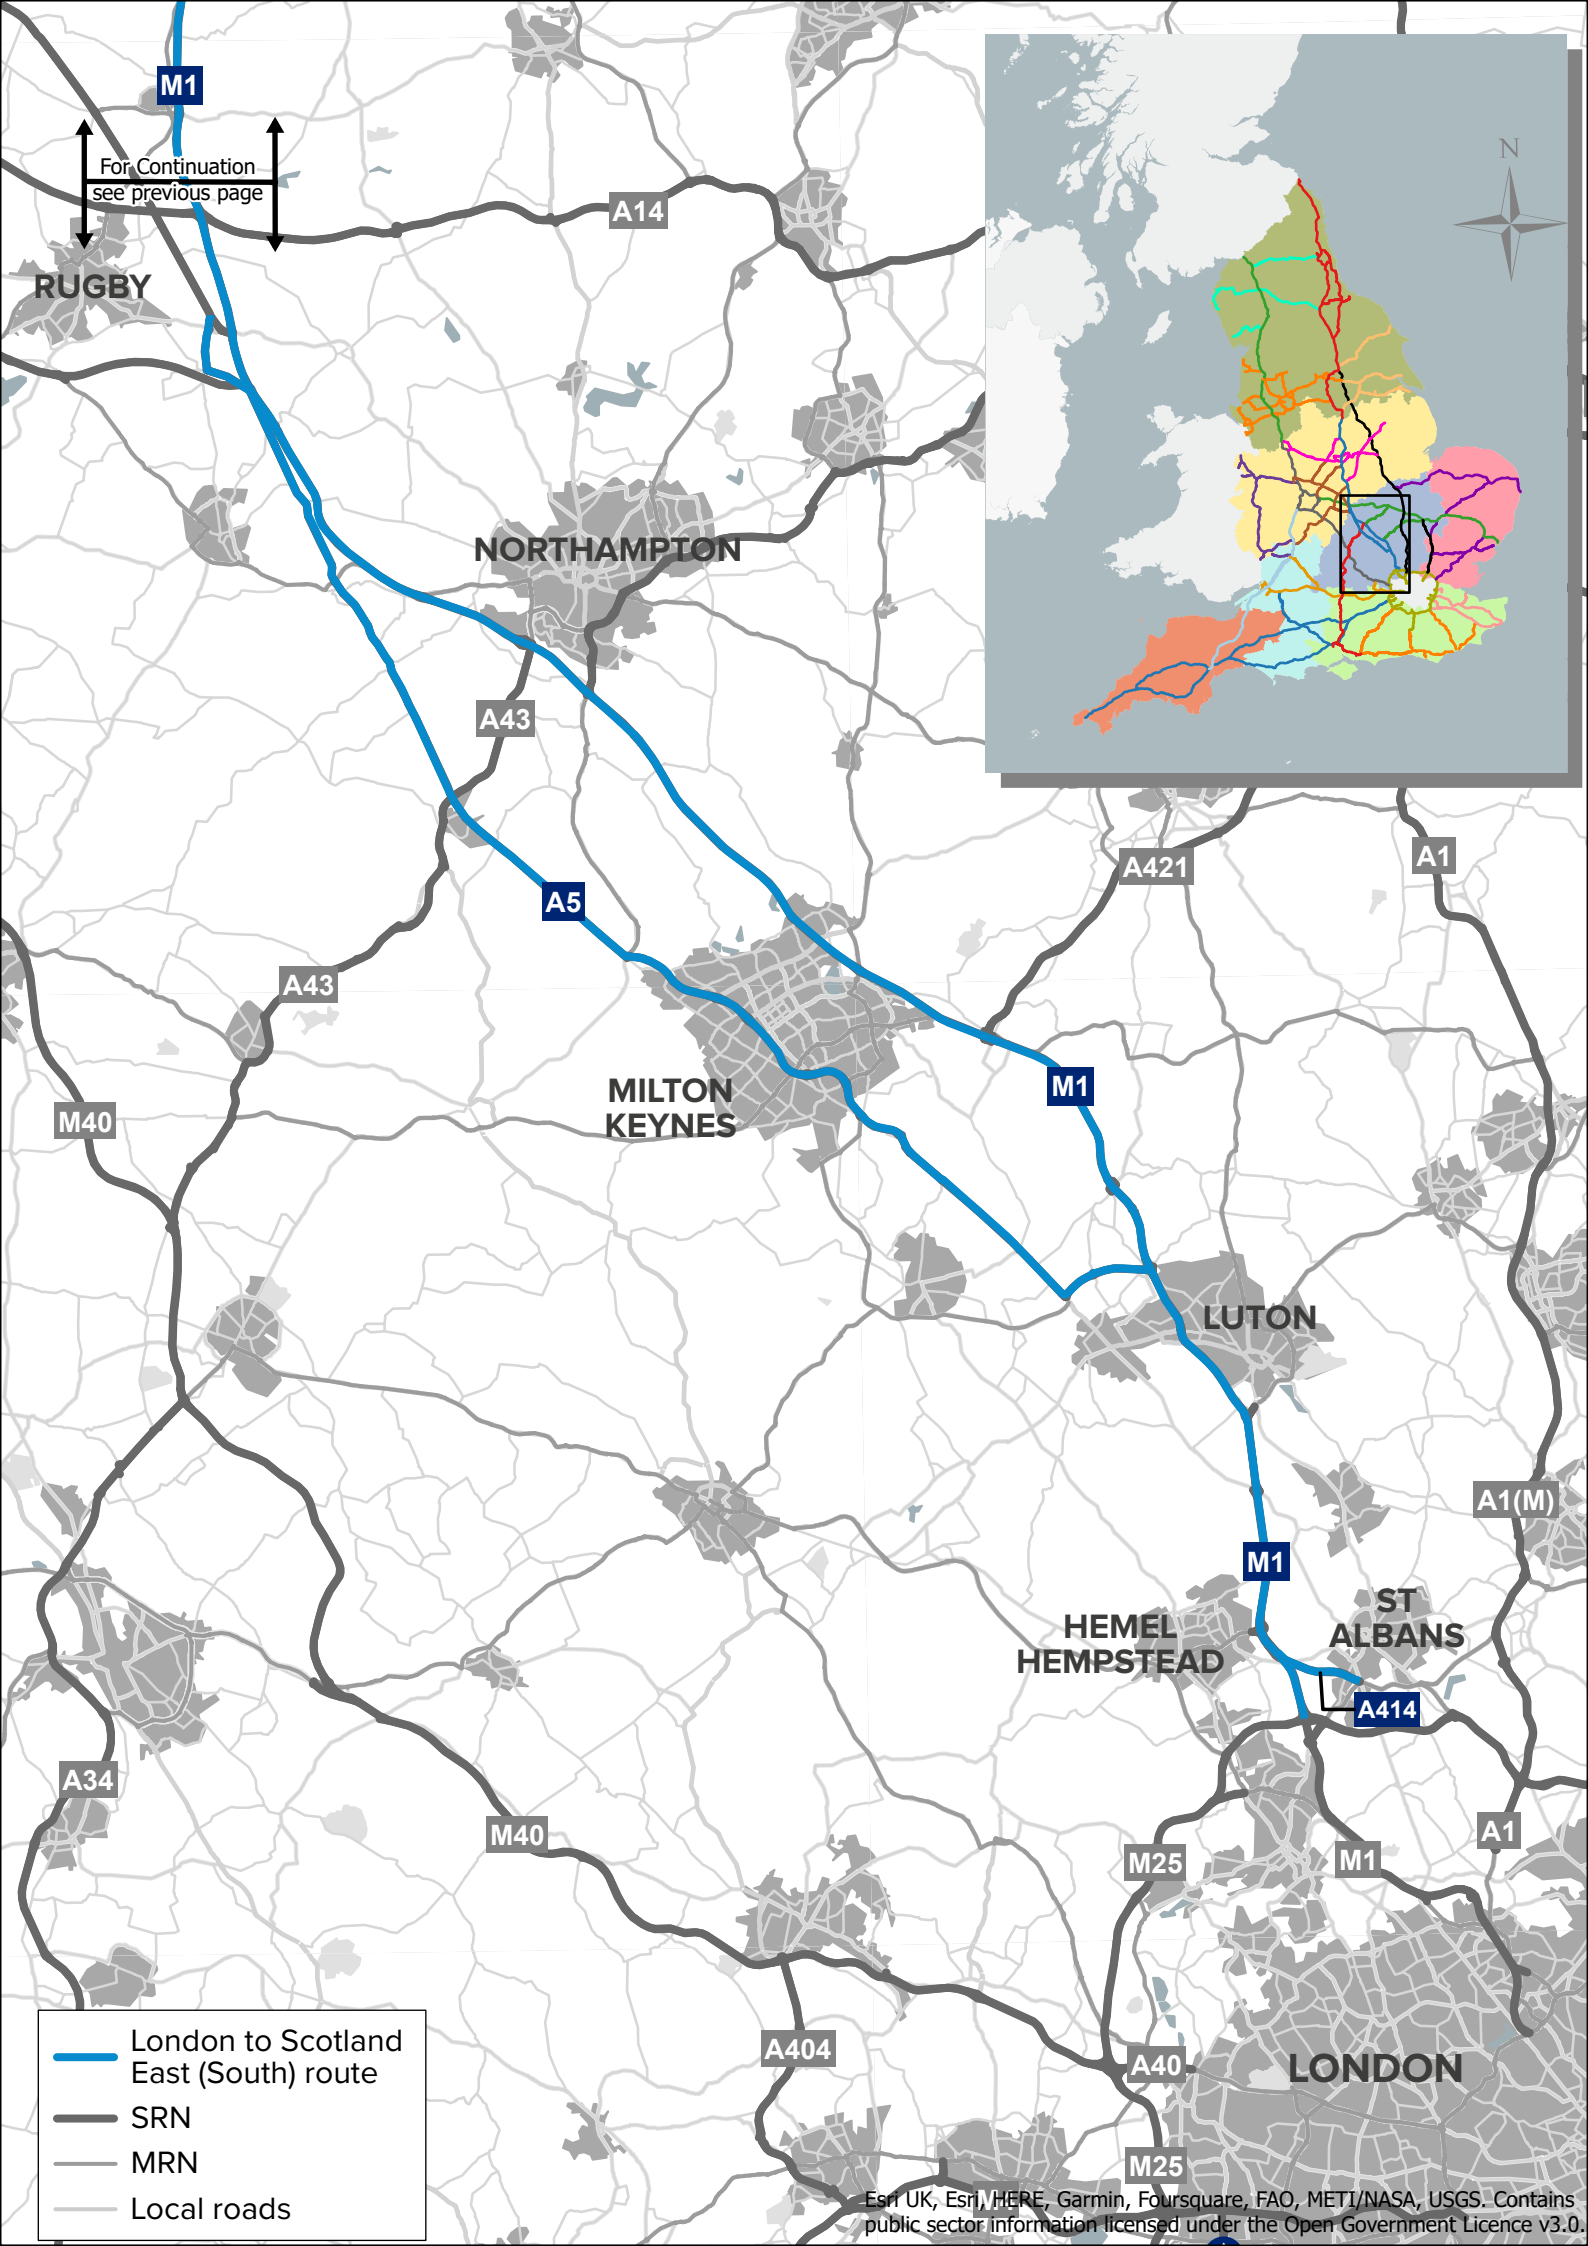 M1
For Continuation
see previous page
N
A14
RUGBY
NORTHAMPTON
A43
A421
A1
A5
A43
MILTON
KEYNES
M1
M40
LUTON
A1(M)
M1
ST
ALBANS
HEMEL
HEMPSTEAD
A414
A34
M40
A1
M25
M1
A404
A40
LONDON
M25
London to Scotland
East (South) route
SRN
MRN
Local roads
Esri UK, Esri, HERE, Garmin, Foursquare, FAO, METI/NASA, USGS. Contains
public sector information licensed under the Open Government Licence v3.0.